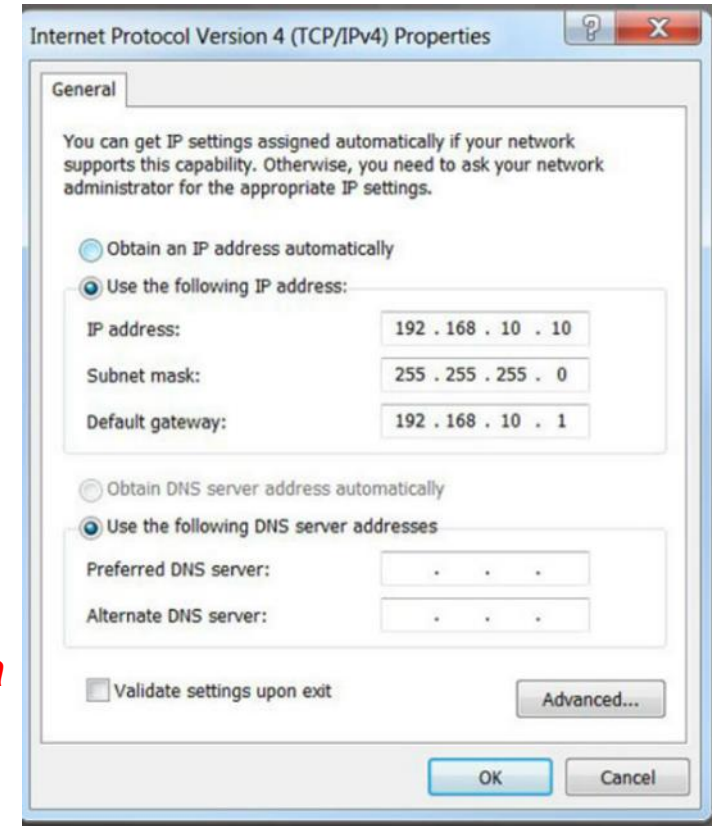 Internet Protocol Version 4 (TCP/IPv4) Properties
General
You can get IP settings assigned automatically if your network
supports this capability. Otherwise, you need to ask your network
administrator for the appropriate IP settings.
Obtain an IP address automatically
Use the following IP address:
IP address: 192 . 168 . 10 . 10
Subnet mask: 255 . 255 . 255 . 0
Default gateway: 192 . 168 . 10 . 1
Obtain DNS server address automatically
Use the following DNS server addresses
Preferred DNS server: . . .
Alternate DNS server: . . .
Validate settings upon exit
Advanced...
OK Cancel